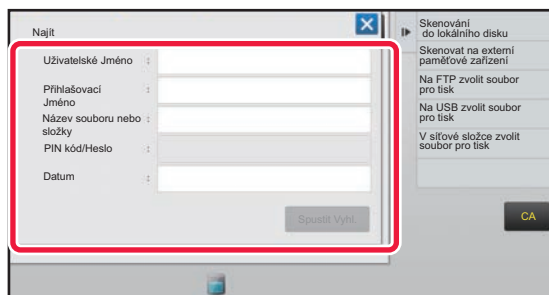 Najít
Uživatelské Jméno :
Přihlašovací :
Jméno
Název souboru nebo :
složky
PIN kód/Heslo :
Datum :
Spustit Vyhl.
Skenování
do lokálního disku
Skenovat na externí
paměťové zařízení
Na FTP zvolit soubor
pro tisk
Na USB zvolit soubor
pro tisk
V síťové složce zvolit
soubor pro tisk
CA